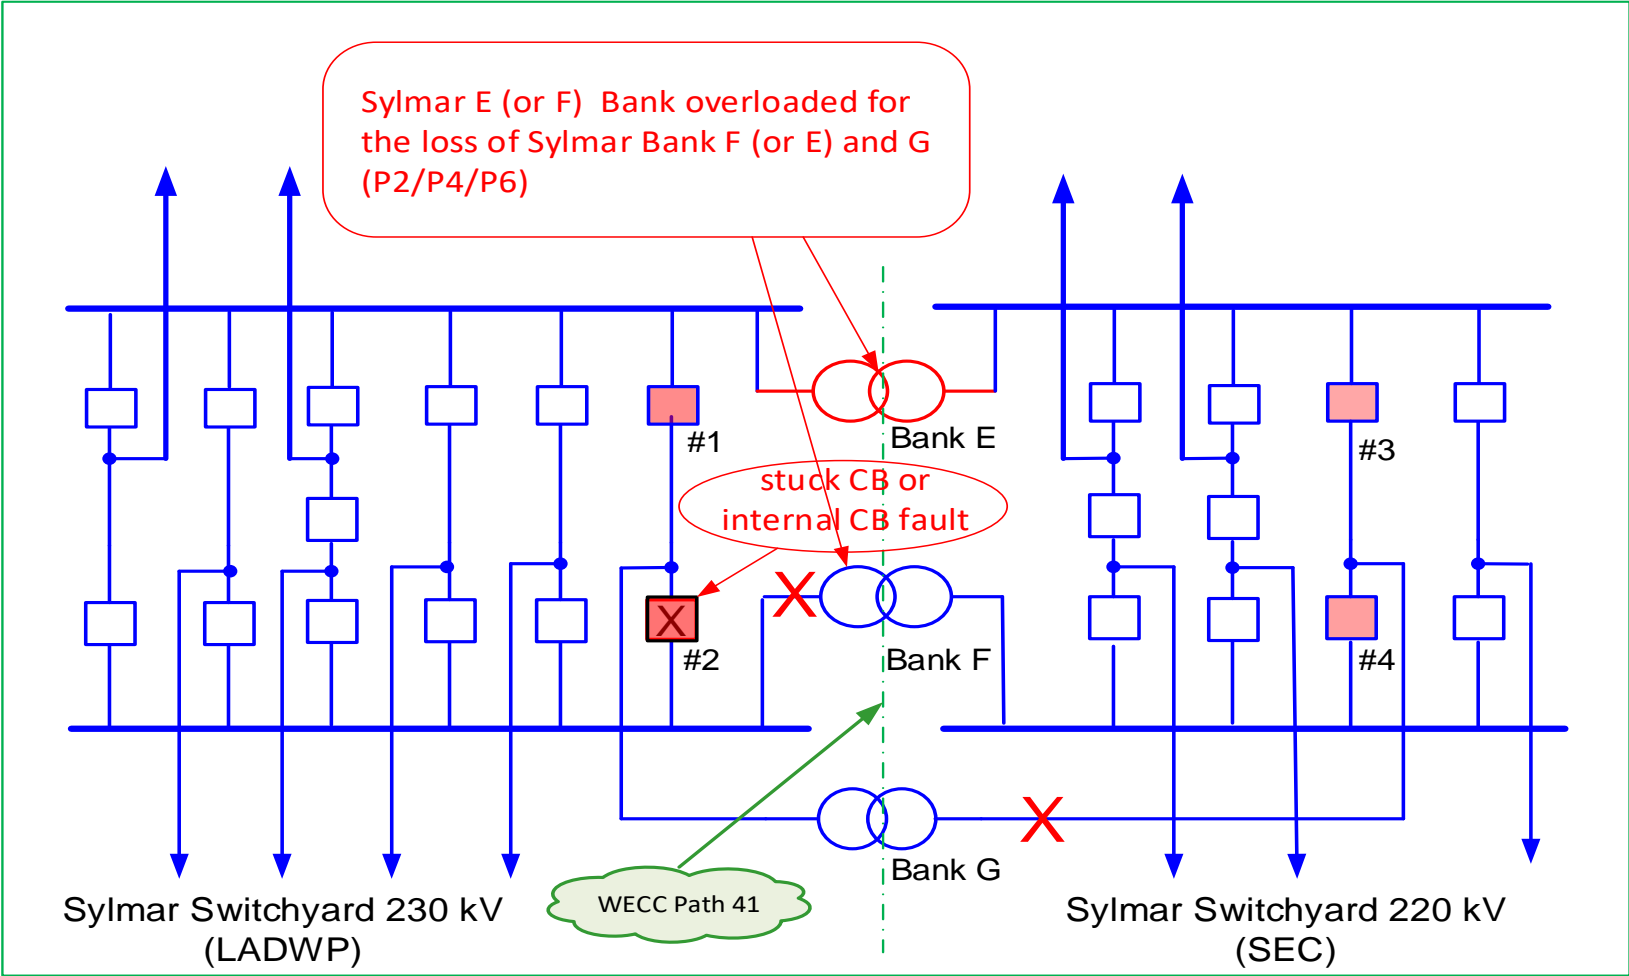 Sylmar E (or F)  Bank overloaded for
the loss of Sylmar Bank F (or E) and G
(P2/P4/P6)
#1
Bank E
#3
stuck CB or
internal CB fault
X
X
#2
Bank F
#4
X
Bank G
WECC Path 41
Sylmar Switchyard 230 kV
(LADWP)
Sylmar Switchyard 220 kV
(SEC)